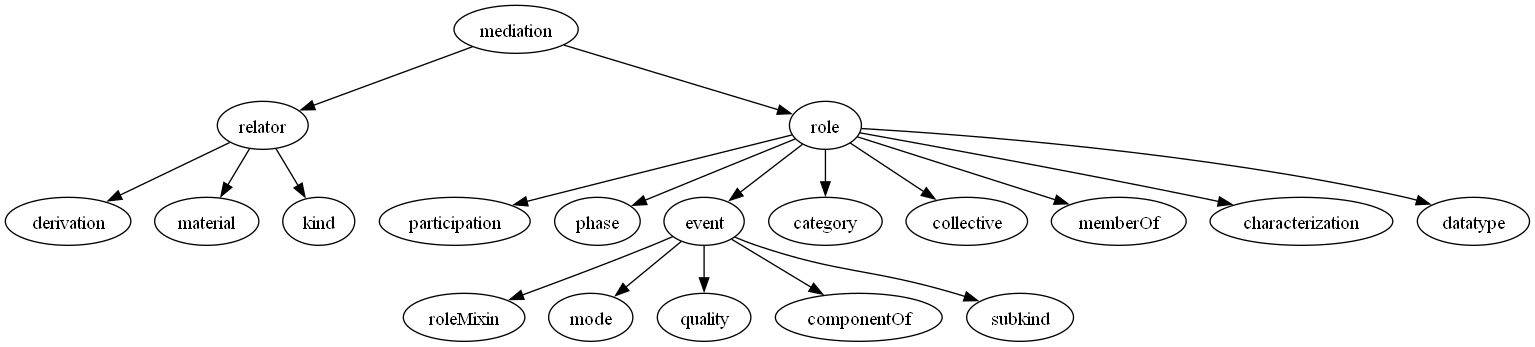 mediation
relator
role
derivation
material
kind
participation
phase
event
category
collective
memberOf
characterization
datatype
roleMixin
mode
quality
componentOf
subkind